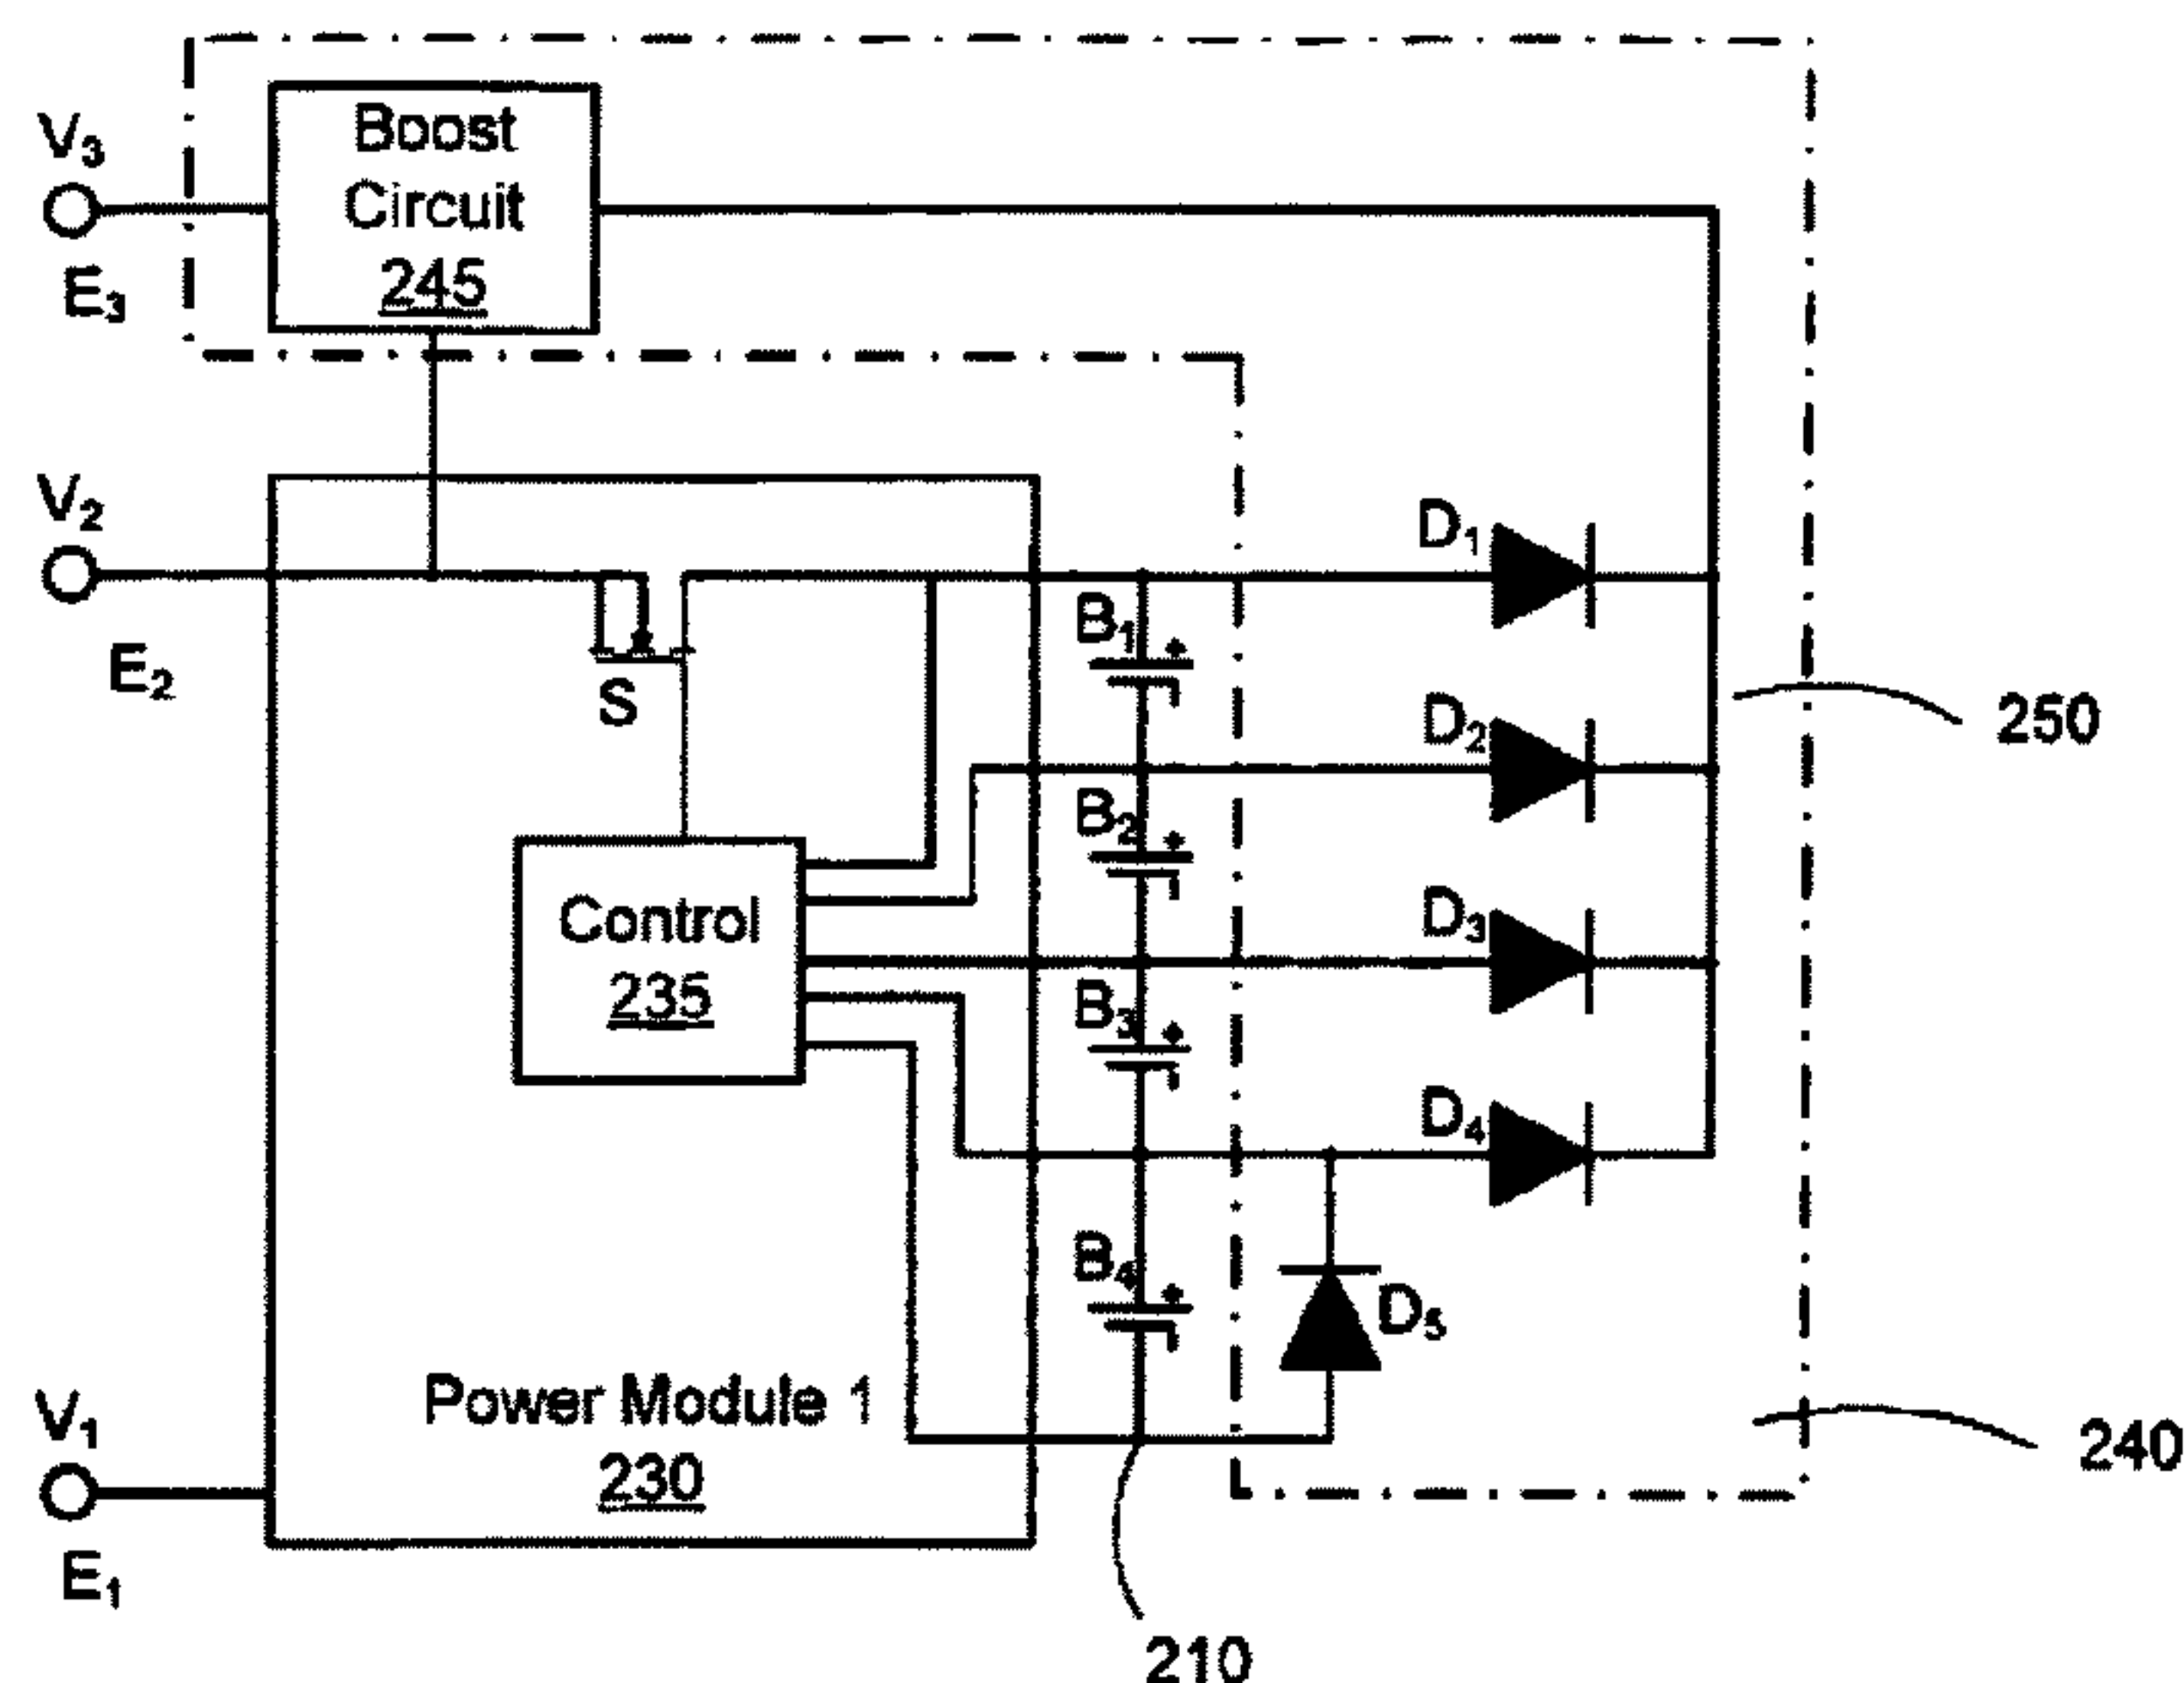 Boost
Circuit
245
V₃
E₃
V₂
E₂
S
Control
235
B₁
B₂
B₃
B₄
D₁
D₂
D₃
D₄
D₅
250
240
Power Module 1
230
V₁
E₁
210